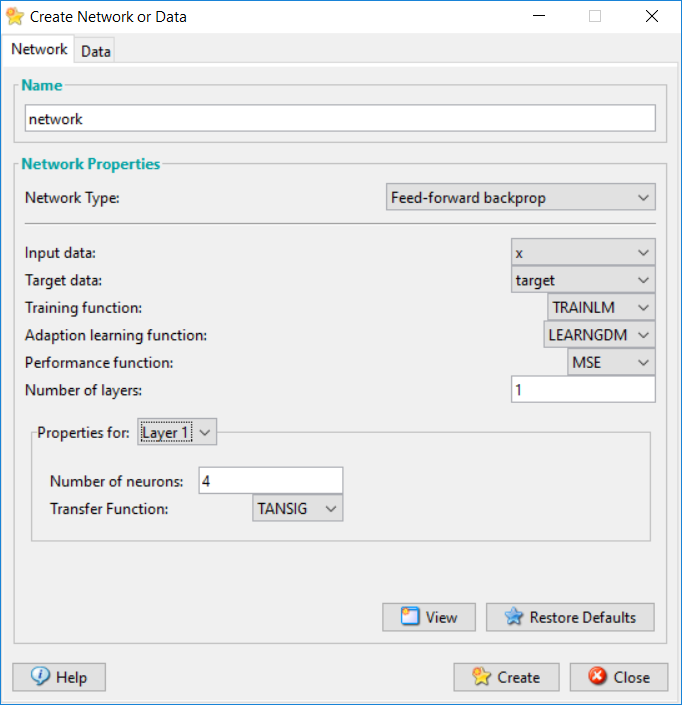 Create Network or Data
Network Data
Name
network
Network Properties
Network Type: Feed-forward backprop
Input data: x
Target data: target
Training function: TRAINLM
Adaption learning function: LEARNGDM
Performance function: MSE
Number of layers: 1
Properties for: Layer 1
Number of neurons: 4
Transfer Function: TANSIG
View Restore Defaults
Help Create Close